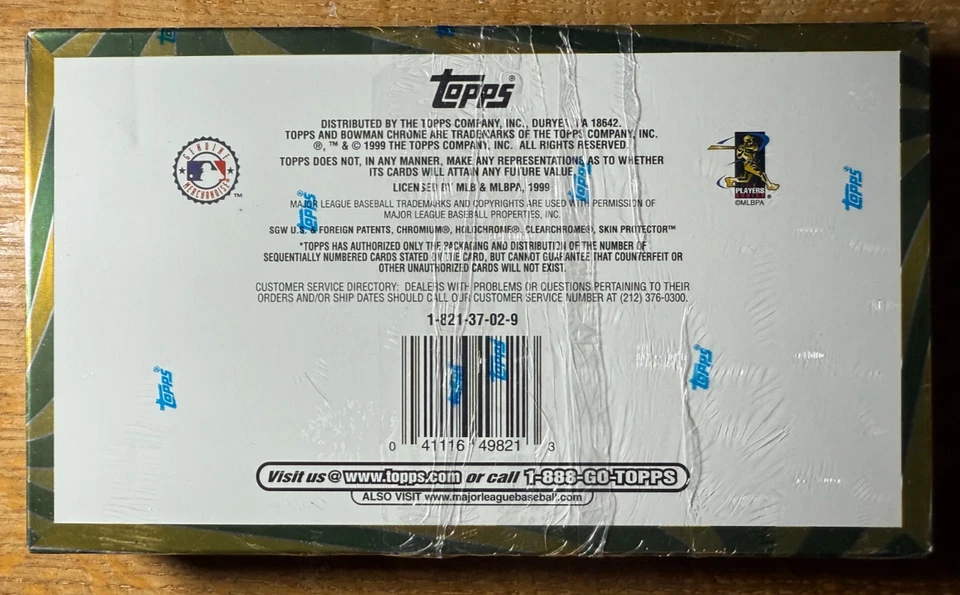 TOPPS®
DISTRIBUTED BY THE TOPPS COMPANY, INC., DURYEA, PA 18642.
TOPPS AND BOWMAN CHROME ARE TRADEMARKS OF THE TOPPS COMPANY, INC.
®, ™ & © 1999 THE TOPPS COMPANY, INC. ALL RIGHTS RESERVED.
TOPPS DOES NOT, IN ANY MANNER, MAKE ANY REPRESENTATIONS AS TO WHETHER
ITS CARDS WILL ATTAIN ANY FUTURE VALUE.
LICENSED BY MLB & MLBPA, 1999
MAJOR LEAGUE BASEBALL TRADEMARKS AND COPYRIGHTS ARE USED WITH PERMISSION OF
MAJOR LEAGUE BASEBALL PROPERTIES, INC.
SGW U.S. & FOREIGN PATENTS, CHROMIUM®, HOLOCHROME®, CLEARCHROME®, SKIN PROTECTOR™
*TOPPS HAS AUTHORIZED ONLY THE PACKAGING AND DISTRIBUTION OF THE NUMBER OF
SEQUENTIALLY NUMBERED CARDS STATED ON THE CARD, BUT CANNOT GUARANTEE THAT COUNTERFEIT OR
OTHER UNAUTHORIZED CARDS WILL NOT EXIST.
CUSTOMER SERVICE DIRECTORY: DEALERS WITH PROBLEMS OR QUESTIONS PERTAINING TO THEIR
ORDERS AND/OR SHIP DATES SHOULD CALL OUR CUSTOMER SERVICE NUMBER AT (212) 376-0300.
1-821-37-02-9
GENUINE
MERCHANDISE
™
PLAYERS
©MLBPA
0 41116 49821 3
Visit us @ www.topps.com or call 1-888-GO-TOPPS
ALSO VISIT www.majorleaguebaseball.com
TOPPS®
TOPPS®
TOPPS®
TOPPS®
TOPPS
TOPPS
TOPPS®